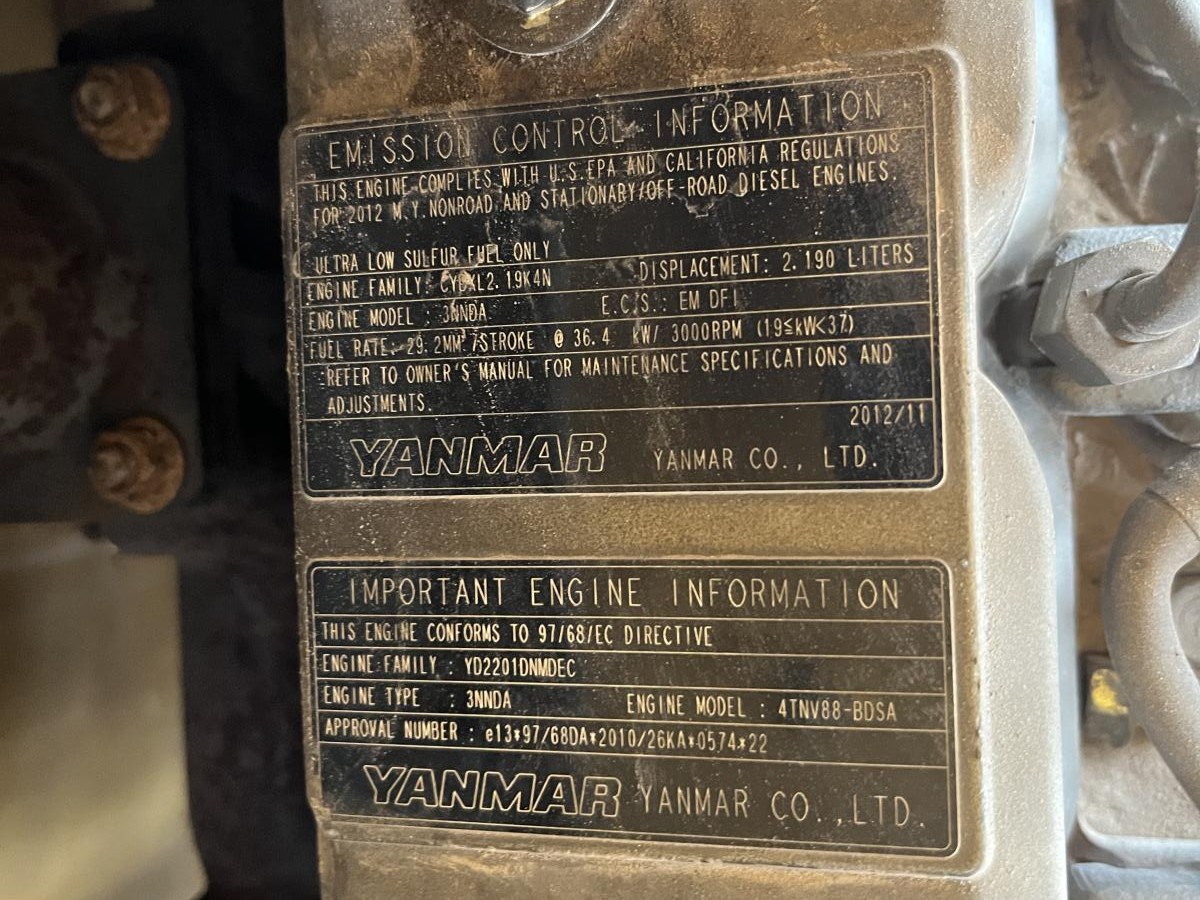 EMISSION CONTROL INFORMATION
THIS ENGINE COMPLIES WITH U.S.EPA AND CALIFORNIA REGULATIONS
FOR 2012 M.Y.NONROAD AND STATIONARY/OFF-ROAD DIESEL ENGINES.
ULTRA LOW SULFUR FUEL ONLY
ENGINE FAMILY: CYDXL2.19K4N DISPLACEMENT: 2.190 LITERS
ENGINE MODEL : 3NNDA E.C.S.: EM DFI
FUEL RATE: 29.2MM³/STROKE @ 36.4 kW/ 3000RPM (19≦kW<37)
REFER TO OWNER'S MANUAL FOR MAINTENANCE SPECIFICATIONS AND
ADJUSTMENTS.
2012/11
YANMAR YANMAR CO., LTD.
IMPORTANT ENGINE INFORMATION
THIS ENGINE CONFORMS TO 97/68/EC DIRECTIVE
ENGINE FAMILY : YD2201DNMDEC
ENGINE TYPE : 3NNDA ENGINE MODEL : 4TNV88-BDSA
APPROVAL NUMBER : e13*97/68DA*2010/26KA*0574*22
YANMAR YANMAR CO.,LTD.